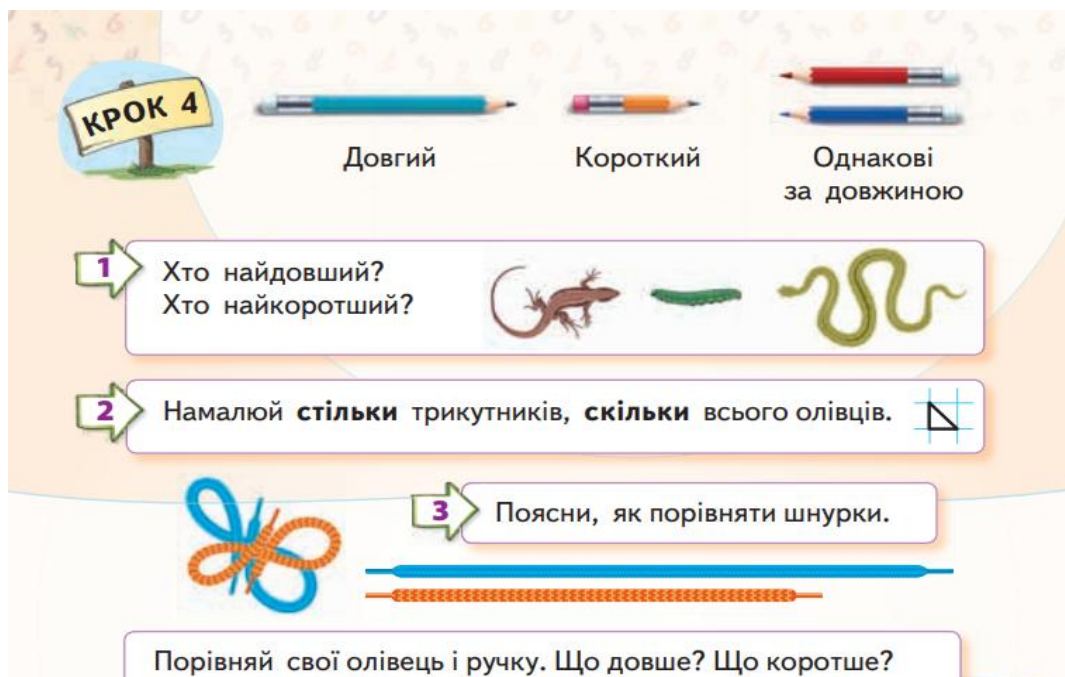 КРОК 4
Довгий
Короткий
Однакові
за довжиною
1
Хто найдовший?
Хто найкоротший?
2
Намалюй стільки трикутників, скільки всього олівців.
3
Поясни, як порівняти шнурки.
Порівняй свої олівець і ручку. Що довше? Що коротше?